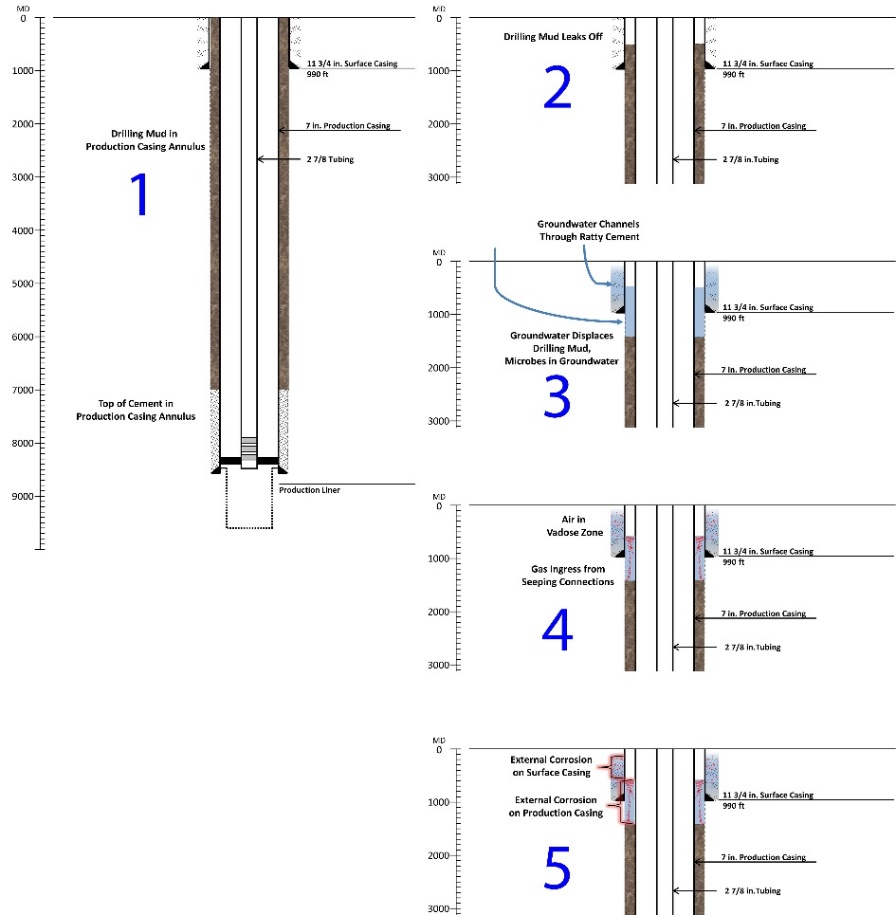 MD
0
1000
2000
3000
4000
5000
6000
7000
8000
9000
11 3/4 in. Surface Casing
990 ft
Drilling Mud in
Production Casing Annulus
7 in. Production Casing
2 7/8 Tubing
1
Top of Cement in
Production Casing Annulus
Production Liner
MD
0
1000
2000
3000
Drilling Mud Leaks Off
2
11 3/4 in. Surface Casing
990 ft
7 in. Production Casing
2 7/8 in.Tubing
Groundwater Channels
Through Ratty Cement
MD
0
1000
2000
3000
11 3/4 in. Surface Casing
990 ft
Groundwater Displaces
Drilling Mud,
Microbes in Groundwater
3
7 in. Production Casing
2 7/8 in.Tubing
MD
0
1000
2000
3000
Air in
Vadose Zone
11 3/4 in. Surface Casing
990 ft
Gas Ingress from
Seeping Connections
4
7 in. Production Casing
2 7/8 in.Tubing
MD
0
1000
2000
3000
External Corrosion
on Surface Casing
External Corrosion
on Production Casing
11 3/4 in. Surface Casing
990 ft
5
7 in. Production Casing
2 7/8 in.Tubing